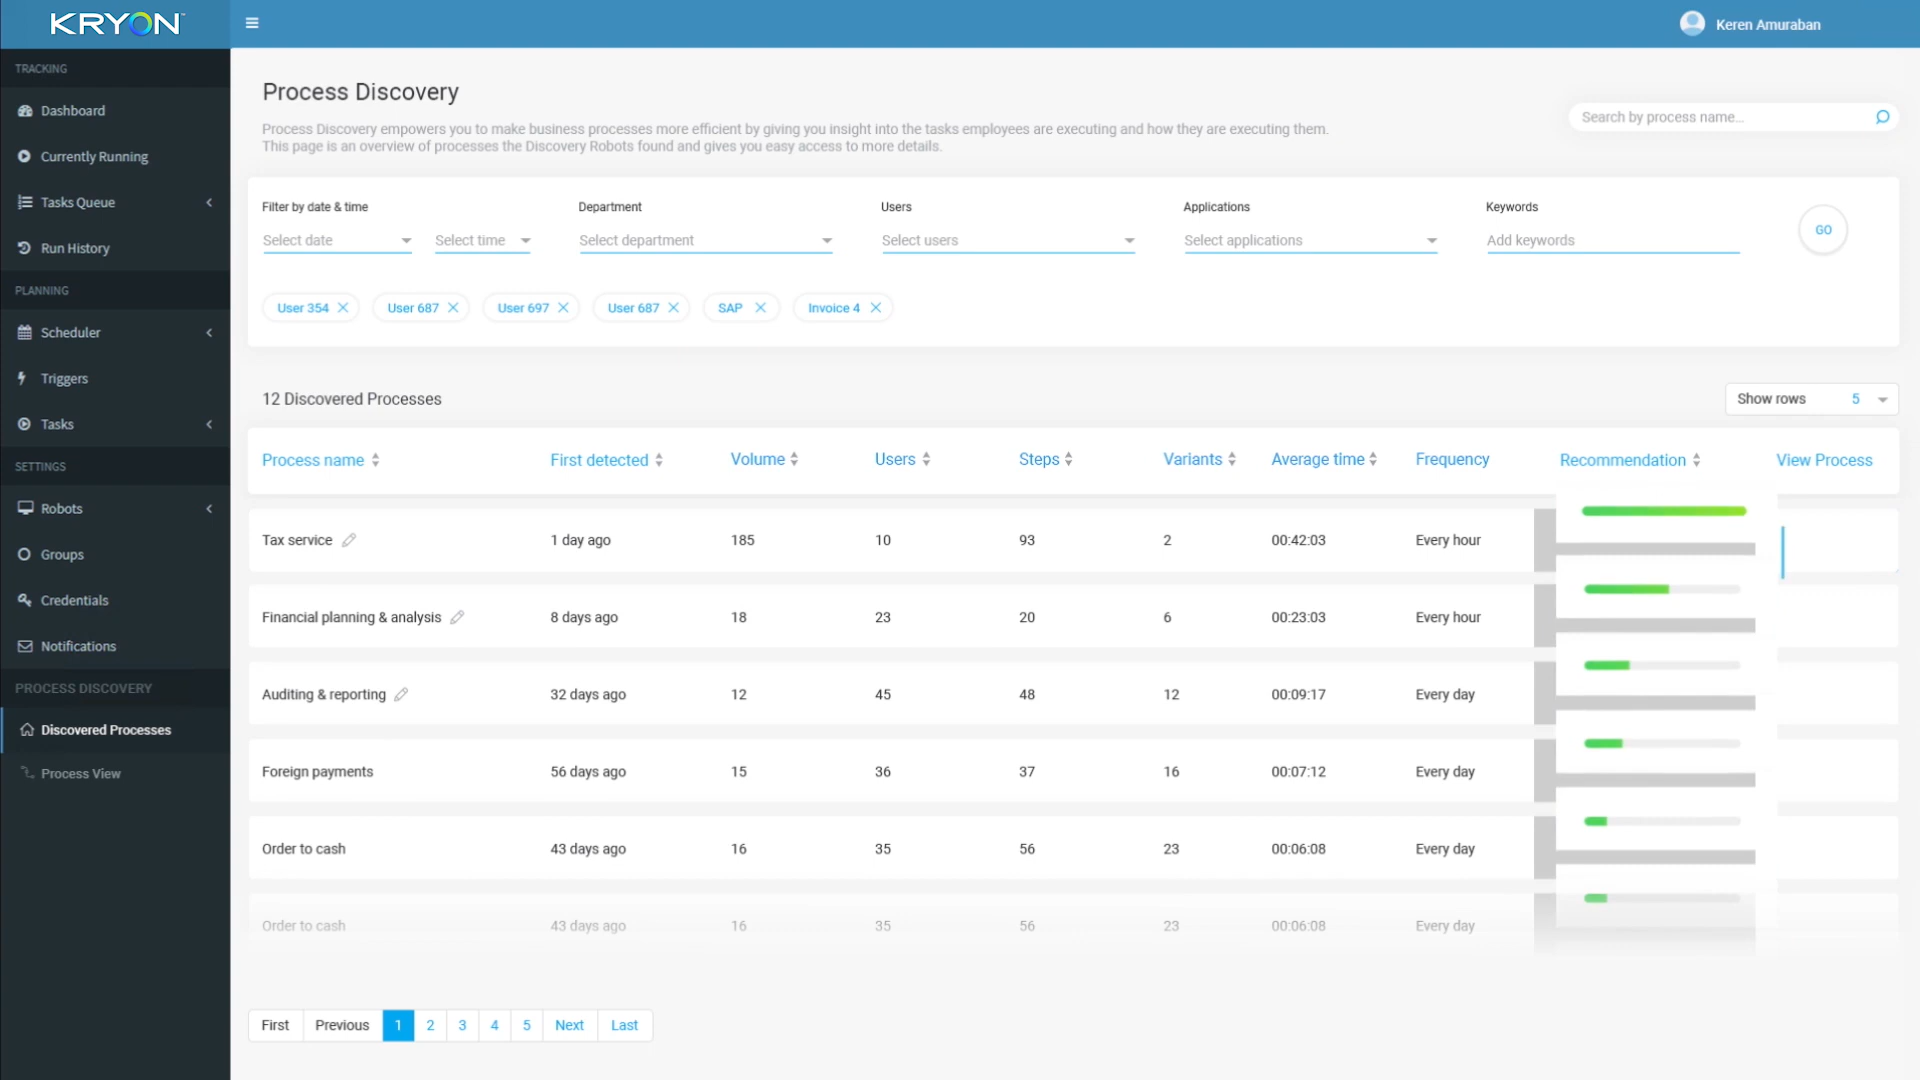 KRYON
Keren Amuraban
TRACKING
Dashboard
Currently Running
Tasks Queue
Run History
PLANNING
Scheduler
Triggers
Tasks
SETTINGS
Robots
Groups
Credentials
Notifications
PROCESS DISCOVERY
Discovered Processes
Process View
Process Discovery
Process Discovery empowers you to make business processes more efficient by giving you insight into the tasks employees are executing and how they are executing them.
This page is an overview of processes the Discovery Robots found and gives you easy access to more details.
Search by process name...
Filter by date & time Department Users Applications Keywords
Select date Select time Select department Select users Select applications Add keywords GO
User 354 User 687 User 697 User 687 SAP Invoice 4
12 Discovered Processes Show rows 5
Process name First detected Volume Users Steps Variants Average time Frequency Recommendation View Process
Tax service 1 day ago 185 10 93 2 00:42:03 Every hour
Financial planning & analysis 8 days ago 18 23 20 6 00:23:03 Every hour
Auditing & reporting 32 days ago 12 45 48 12 00:09:17 Every day
Foreign payments 56 days ago 15 36 37 16 00:07:12 Every day
Order to cash 43 days ago 16 35 56 23 00:06:08 Every day
Order to cash 43 days ago 16 35 56 23 00:06:08 Every day
First Previous 1 2 3 4 5 Next Last